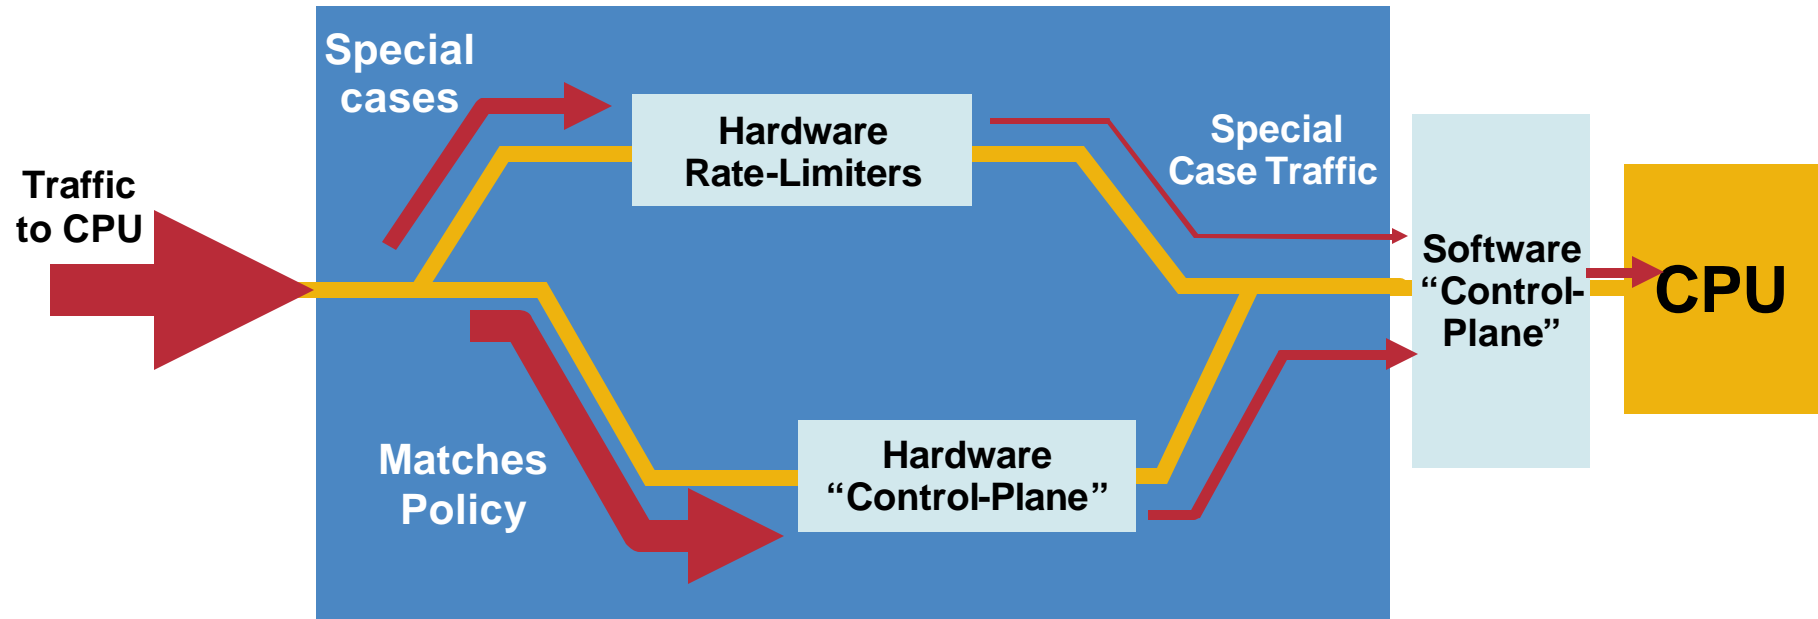 Special
cases
Traffic
to CPU
Hardware
Rate-Limiters
Special
Case Traffic
Matches
Policy
Hardware
“Control-Plane”
Software
“Control-
Plane”
CPU